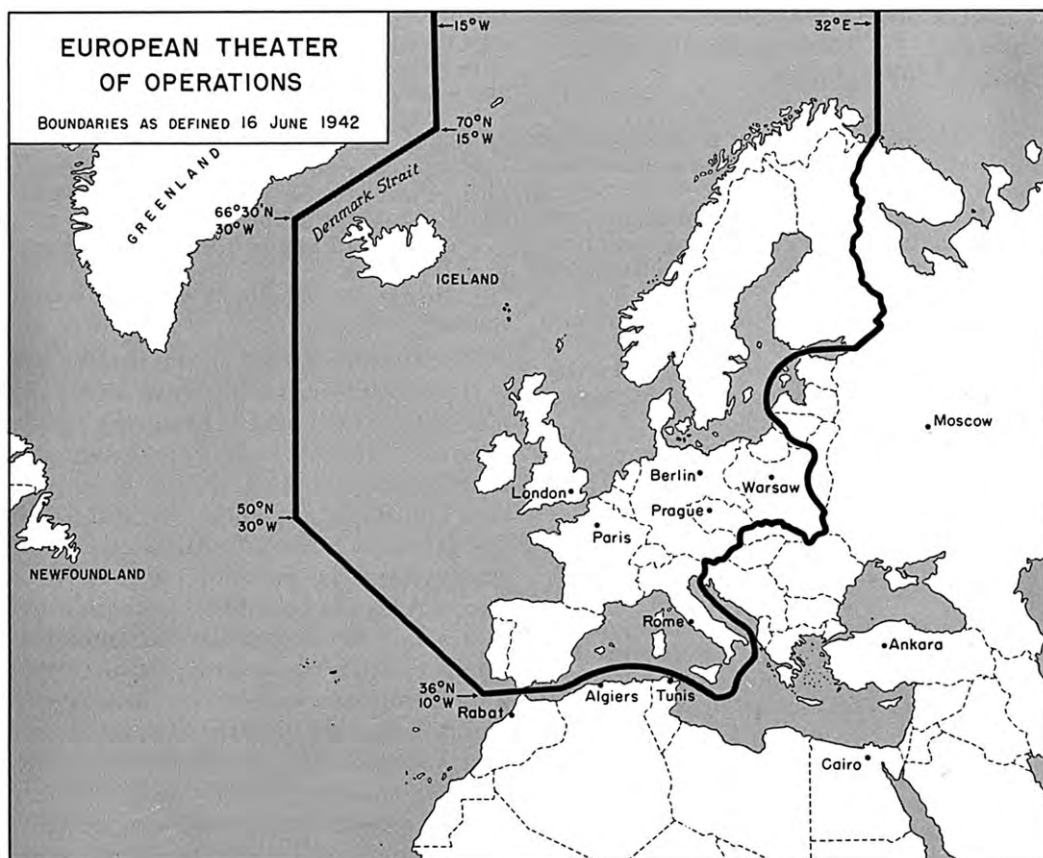 EUROPEAN THEATER
OF OPERATIONS
BOUNDARIES AS DEFINED 16 JUNE 1942
15°W
32°E
70°N
15°W
GREENLAND
Denmark Strait
66°30'N
30°W
ICELAND
Moscow
Berlin
Warsaw
London
Prague
50°N
30°W
Paris
NEWFOUNDLAND
Rome
Ankara
36°N
10°W
Rabat
Algiers
Tunis
Cairo